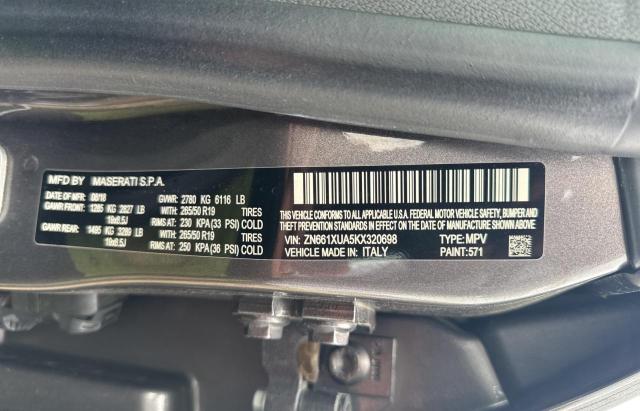 MFD BY MASERATI S.P.A.
DATE OF MFR: 08/18 GVWR: 2780 KG 6116 LB
GAWR FRONT: 1285 KG 2827 LB WITH: 265/50 R19 TIRES
19x8.5J RIMS AT: 230 KPA (33 PSI) COLD
GAWR REAR: 1495 KG 3289 LB WITH: 265/50 R19 TIRES
19x8.5J RIMS AT: 250 KPA (36 PSI) COLD
THIS VEHICLE CONFORMS TO ALL APPLICABLE U.S.A. FEDERAL MOTOR VEHICLE SAFETY, BUMPER AND
THEFT PREVENTION STANDARDS IN EFFECT ON THE DATE OF MANUFACTURE SHOWN ABOVE.
VIN: ZN661XUA5KX320698 TYPE: MPV
VEHICLE MADE IN: ITALY PAINT: 571